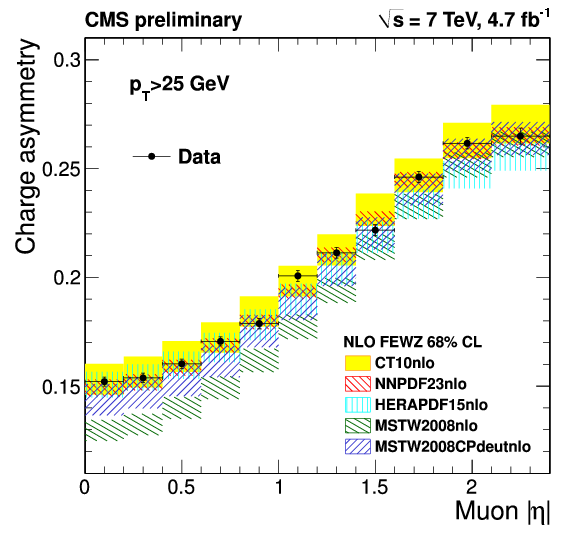 CMS preliminary
√s = 7 TeV, 4.7 fb⁻¹
Charge asymmetry
0.3
0.25
0.2
0.15
p_T>25 GeV
Data
NLO FEWZ 68% CL
CT10nlo
NNPDF23nlo
HERAPDF15nlo
MSTW2008nlo
MSTW2008CPdeutnlo
0 0.5 1 1.5 2
Muon |η|